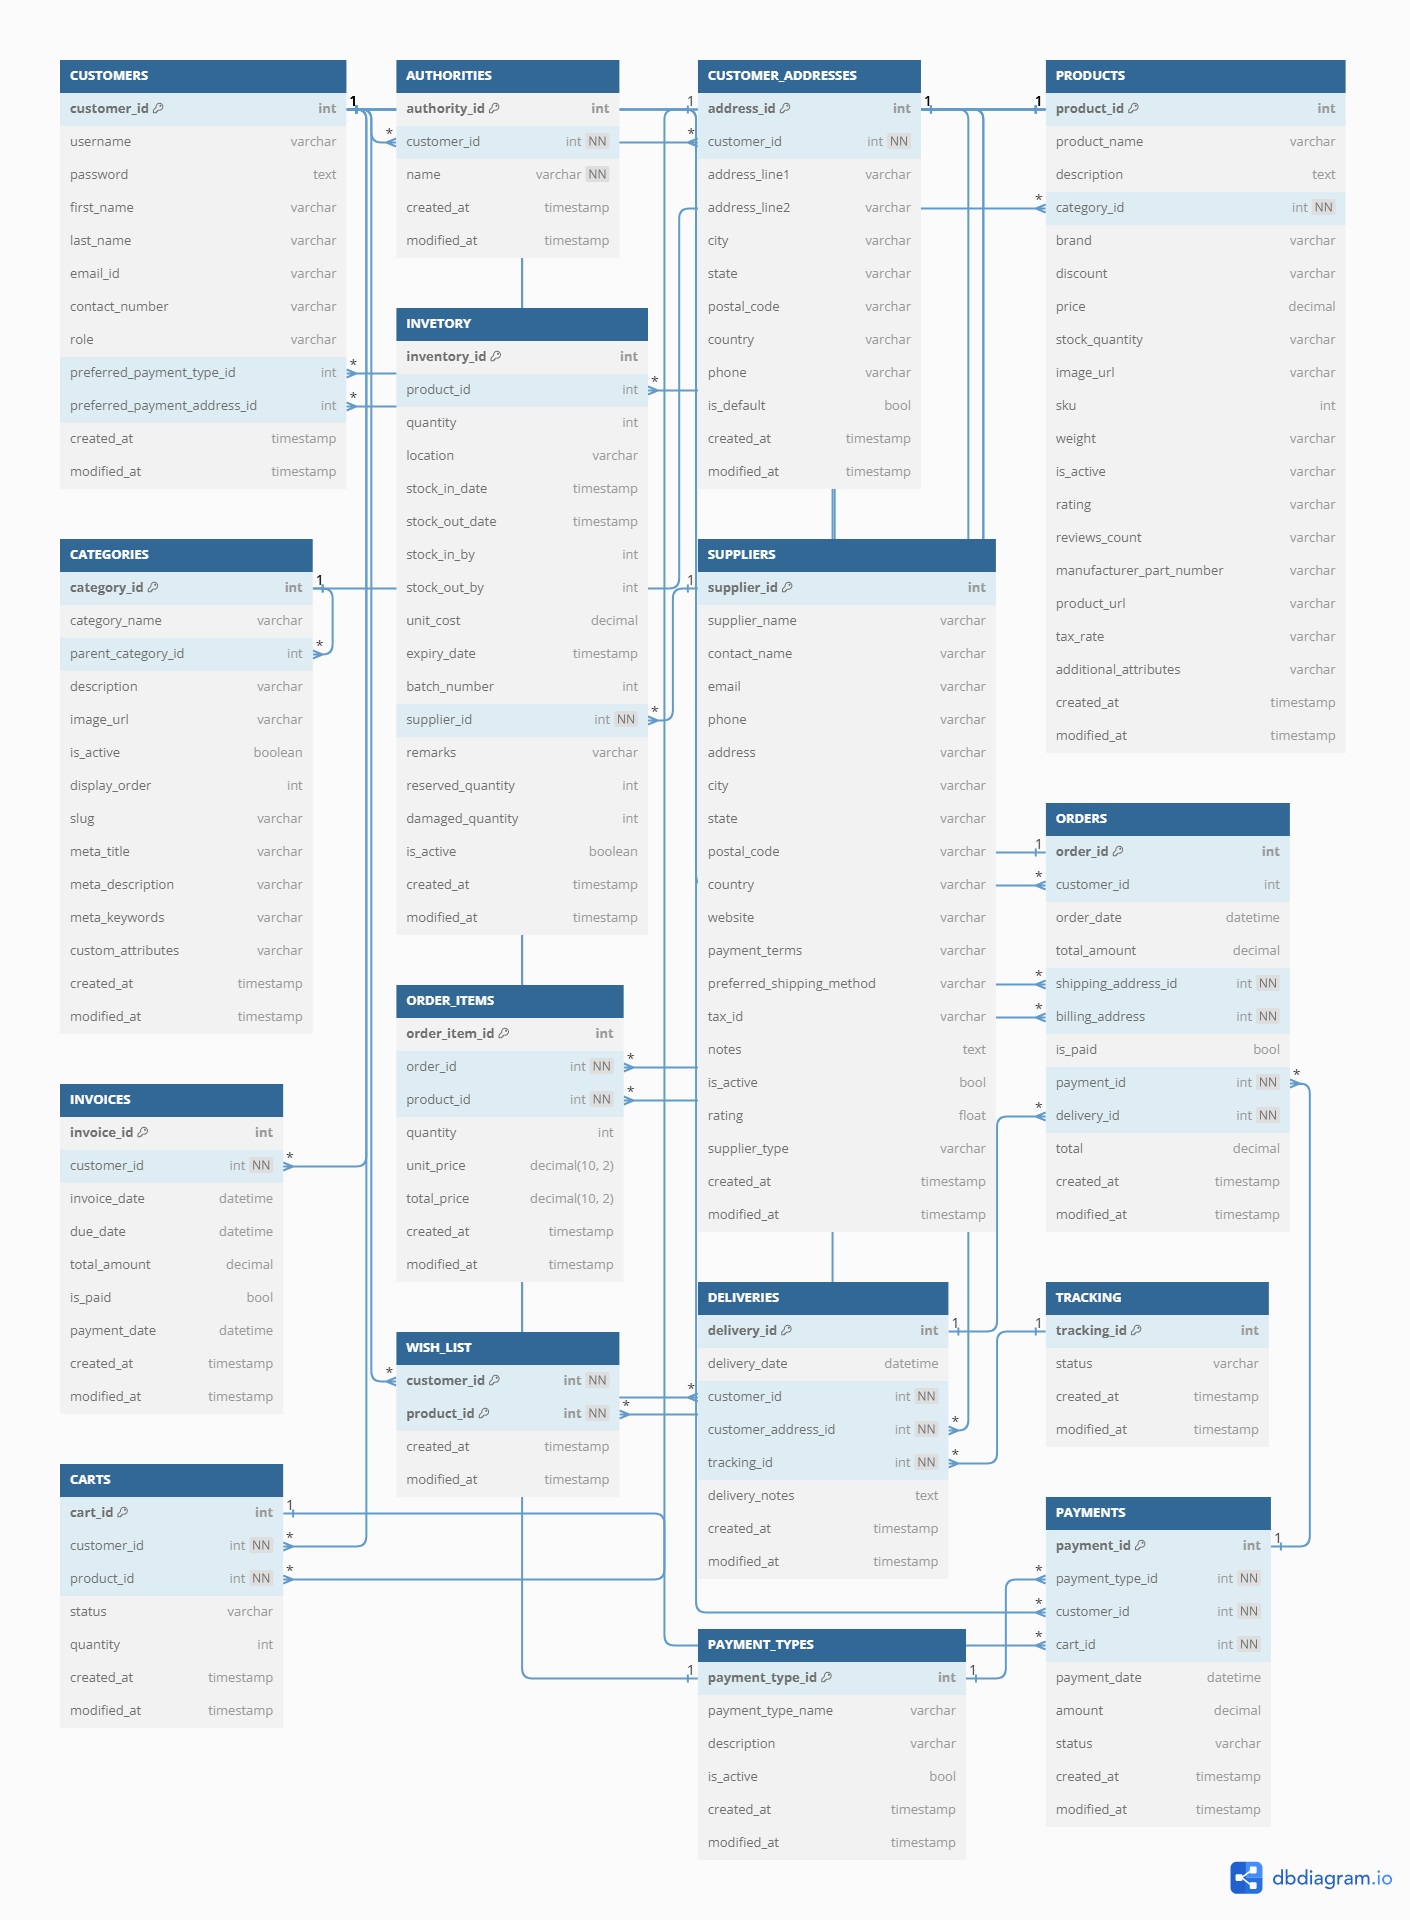 CUSTOMERS
customer_id int
username varchar
password text
first_name varchar
last_name varchar
email_id varchar
contact_number varchar
role varchar
preferred_payment_type_id int
preferred_payment_address_id int
created_at timestamp
modified_at timestamp
1
*
*
AUTHORITIES
authority_id int
customer_id int NN
name varchar NN
created_at timestamp
modified_at timestamp
*
CUSTOMER_ADDRESSES
address_id int
customer_id int NN
address_line1 varchar
address_line2 varchar
city varchar
state varchar
postal_code varchar
country varchar
phone varchar
is_default bool
created_at timestamp
modified_at timestamp
1
*
1
PRODUCTS
product_id int
product_name varchar
description text
category_id int NN
brand varchar
discount varchar
price decimal
stock_quantity varchar
image_url varchar
sku int
weight varchar
is_active varchar
rating varchar
reviews_count varchar
manufacturer_part_number varchar
product_url varchar
tax_rate varchar
additional_attributes varchar
created_at timestamp
modified_at timestamp
1
*
INVETORY
inventory_id int
product_id int
quantity int
location varchar
stock_in_date timestamp
stock_out_date timestamp
stock_in_by int
stock_out_by int
unit_cost decimal
expiry_date timestamp
batch_number int
supplier_id int NN
remarks varchar
reserved_quantity int
damaged_quantity int
is_active boolean
created_at timestamp
modified_at timestamp
*
*
CATEGORIES
category_id int
category_name varchar
parent_category_id int
description varchar
image_url varchar
is_active boolean
display_order int
slug varchar
meta_title varchar
meta_description varchar
meta_keywords varchar
custom_attributes varchar
created_at timestamp
modified_at timestamp
1
*
SUPPLIERS
supplier_id int
supplier_name varchar
contact_name varchar
email varchar
phone varchar
address varchar
city varchar
state varchar
postal_code varchar
country varchar
website varchar
payment_terms varchar
preferred_shipping_method varchar
tax_id varchar
notes text
is_active bool
rating float
supplier_type varchar
created_at timestamp
modified_at timestamp
1
ORDERS
order_id int
customer_id int
order_date datetime
total_amount decimal
shipping_address_id int NN
billing_address int NN
is_paid bool
payment_id int NN
delivery_id int NN
total decimal
created_at timestamp
modified_at timestamp
1
*
*
*
*
*
ORDER_ITEMS
order_item_id int
order_id int NN
product_id int NN
quantity int
unit_price decimal(10, 2)
total_price decimal(10, 2)
created_at timestamp
modified_at timestamp
*
*
INVOICES
invoice_id int
customer_id int NN
invoice_date datetime
due_date datetime
total_amount decimal
is_paid bool
payment_date datetime
created_at timestamp
modified_at timestamp
*
WISH_LIST
customer_id int NN
product_id int NN
created_at timestamp
modified_at timestamp
*
*
DELIVERIES
delivery_id int
delivery_date datetime
customer_id int NN
customer_address_id int NN
tracking_id int NN
delivery_notes text
created_at timestamp
modified_at timestamp
1
*
*
*
TRACKING
tracking_id int
status varchar
created_at timestamp
modified_at timestamp
1
CARTS
cart_id int
customer_id int NN
product_id int NN
status varchar
quantity int
created_at timestamp
modified_at timestamp
1
*
*
PAYMENTS
payment_id int
payment_type_id int NN
customer_id int NN
cart_id int NN
payment_date datetime
amount decimal
status varchar
created_at timestamp
modified_at timestamp
1
*
*
*
PAYMENT_TYPES
payment_type_id int
payment_type_name varchar
description varchar
is_active bool
created_at timestamp
modified_at timestamp
1
1
dbdiagram.io